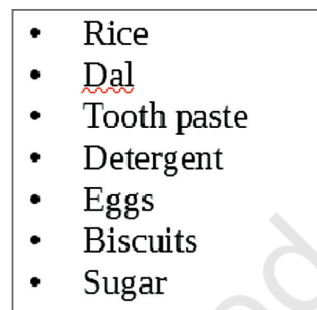 • Rice
• Dal
• Tooth paste
• Detergent
• Eggs
• Biscuits
• Sugar